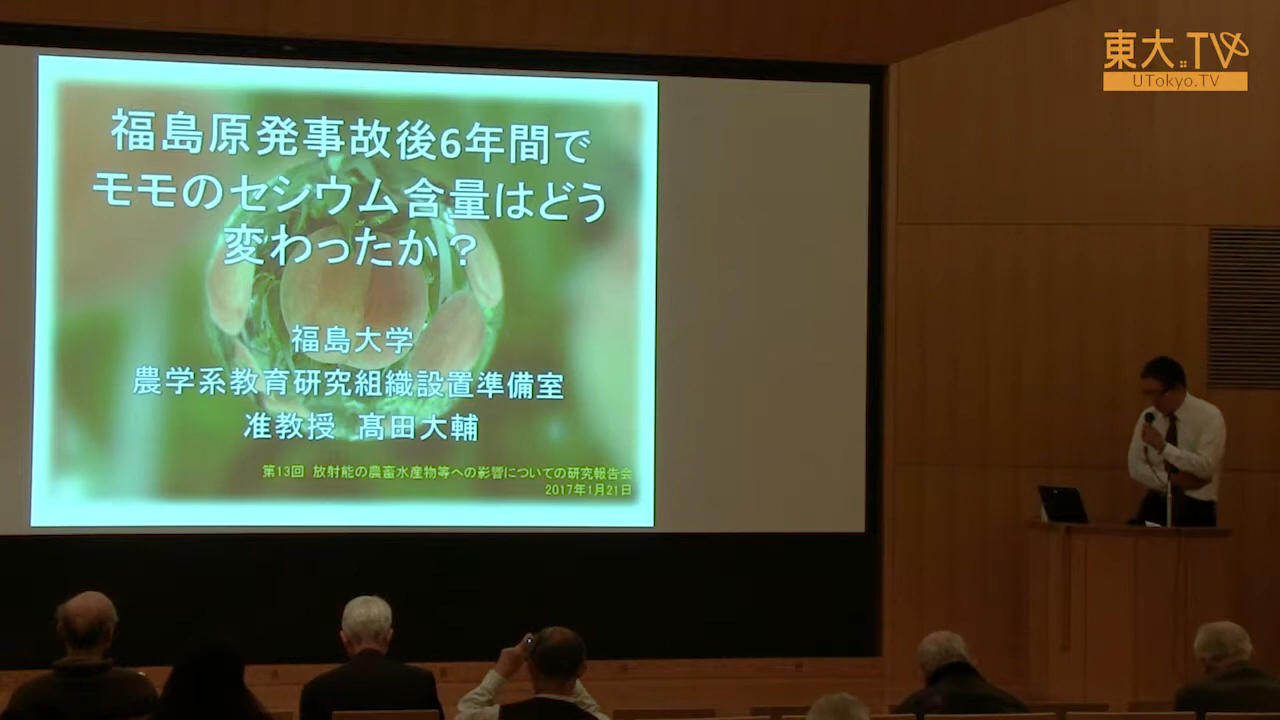 福島原発事故後6年間で
モモのセシウム含量はどう
変わったか？
福島大学
農学系教育研究組織設置準備室
准教授　髙田大輔
第13回 放射能の農畜水産物等への影響についての研究報告会
2017年1月21日
東大.TV
UTokyo.TV